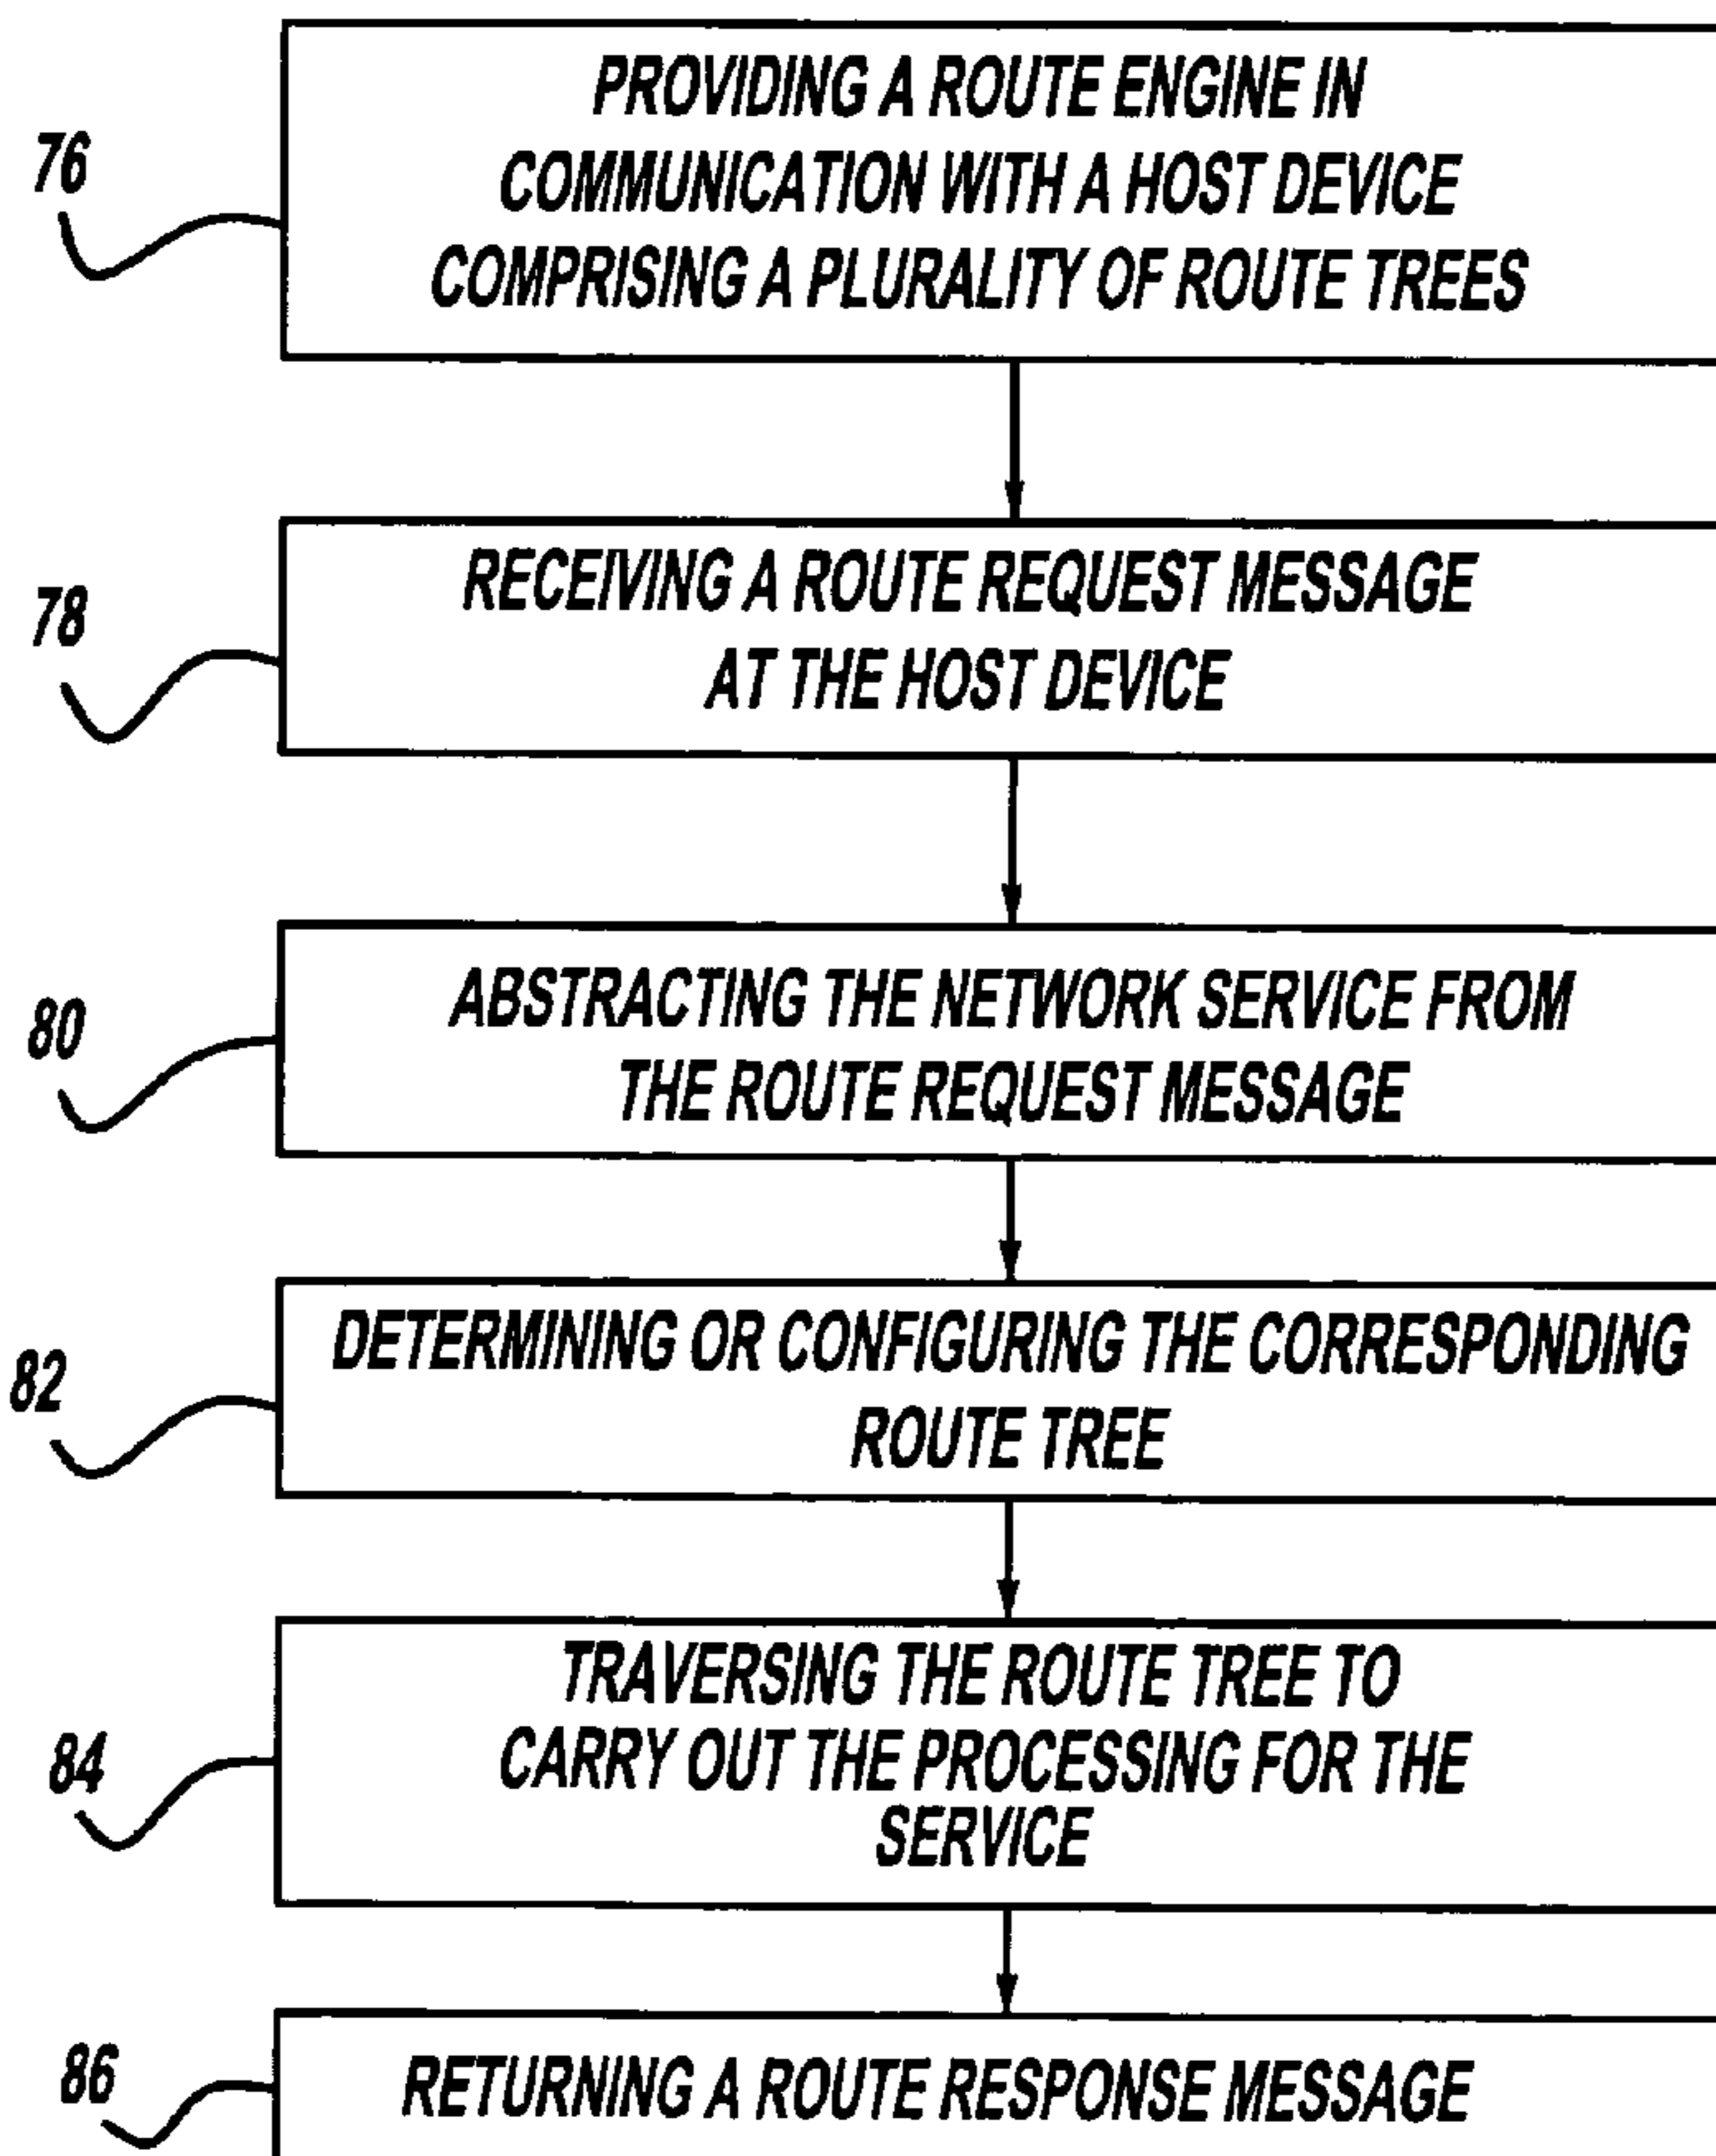 76
PROVIDING A ROUTE ENGINE IN
COMMUNICATION WITH A HOST DEVICE
COMPRISING A PLURALITY OF ROUTE TREES
78
RECEIVING A ROUTE REQUEST MESSAGE
AT THE HOST DEVICE
80
ABSTRACTING THE NETWORK SERVICE FROM
THE ROUTE REQUEST MESSAGE
82
DETERMINING OR CONFIGURING THE CORRESPONDING
ROUTE TREE
84
TRAVERSING THE ROUTE TREE TO
CARRY OUT THE PROCESSING FOR THE
SERVICE
86
RETURNING A ROUTE RESPONSE MESSAGE